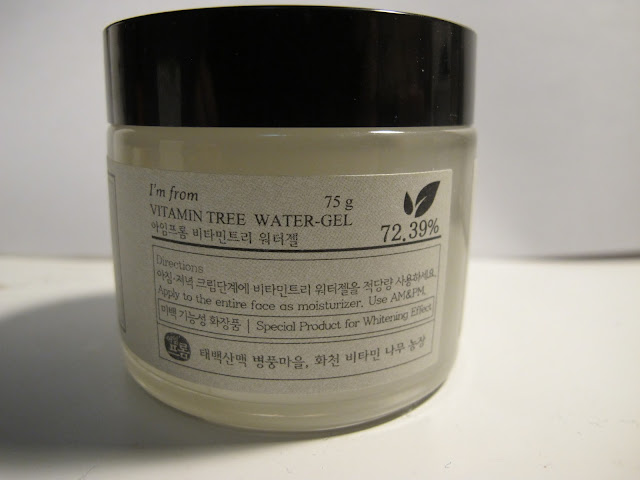 I'm from
75 g
VITAMIN TREE WATER-GEL
아임프롬 비타민트리 워터젤
72.39%
Directions
아침·저녁 크림단계에 비타민트리 워터젤을 적당량 사용하세요.
Apply to the entire face as moisturizer. Use AM&PM.
미백 기능성 화장품 | Special Product for Whitening Effect
태백산맥 병풍마을, 화천 비타민 나무 농장